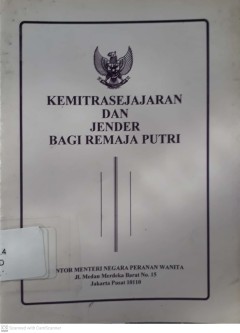 KEMITRASEJAJARAN
DAN
JENDER
BAGI REMAJA PUTRI
NTOR MENTERI NEGARA PERANAN WANITA
Jl. Medan Merdeka Barat No. 15
Jakarta Pusat 10110